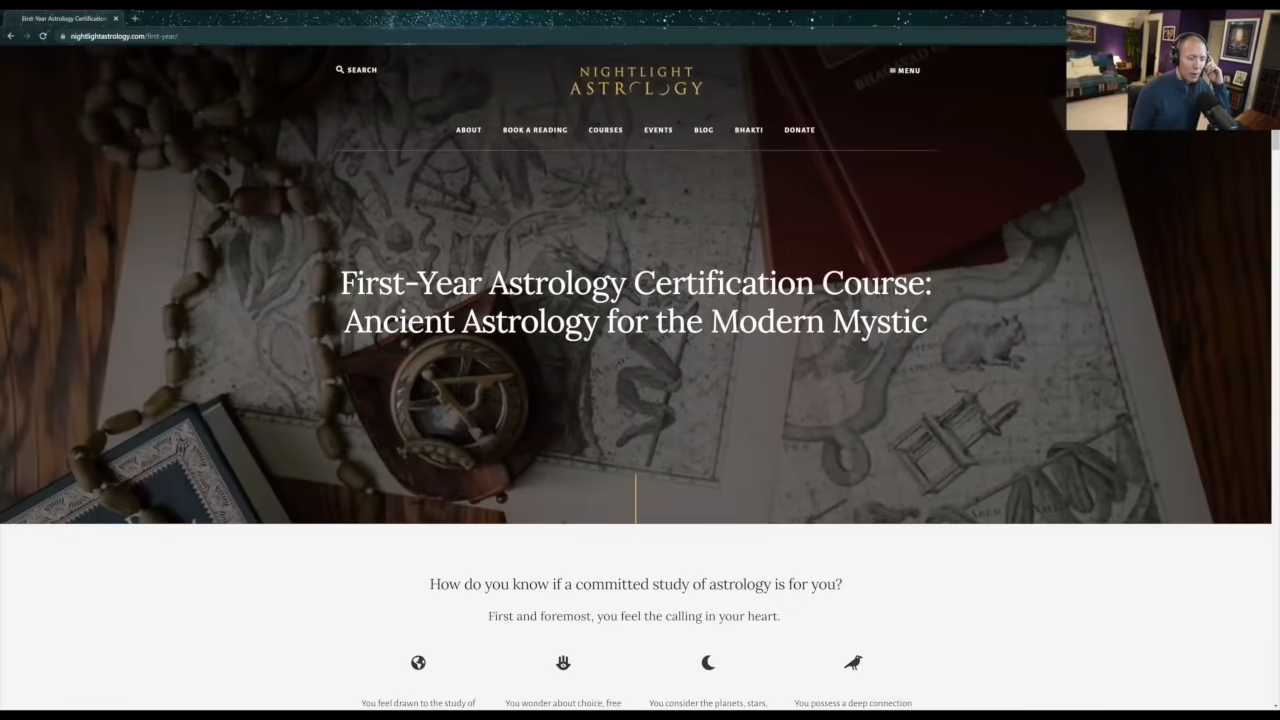 First-Year Astrology Certification
nightlightastrology.com/first-year/
SEARCH
NIGHTLIGHT
ASTROLOGY
MENU
ABOUT
BOOK A READING
COURSES
EVENTS
BLOG
BHAKTI
DONATE
First-Year Astrology Certification Course:
Ancient Astrology for the Modern Mystic
How do you know if a committed study of astrology is for you?
First and foremost, you feel the calling in your heart.
You feel drawn to the study of
You wonder about choice, free
You consider the planets, stars,
You possess a deep connection